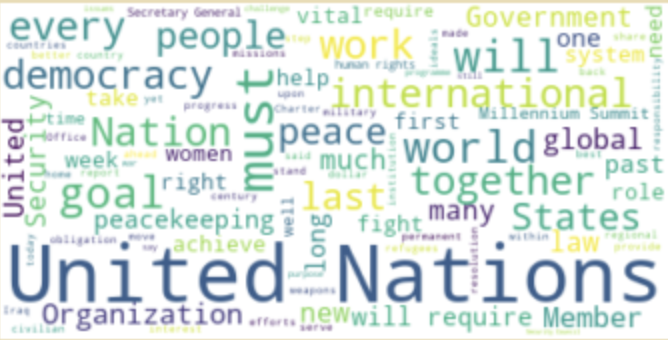 issues Secretary General challenge vital require Government
every people step work ideals made one share need
countries missions will system
better country human rights
democracy help programme still back
take yet progress upon international responsibility
Security time Charter military first Millennium Summit
Office Nation must peace world global
United week ahead women said much institution best past
home report right stand dollar together role
goal century last many States
peacekeeping well long fight permanent within regional
today obligation move achieve refugees resolution law provide
United Nations
purpose weapons
Iraq Organization new will require Member
civilian interest efforts serve